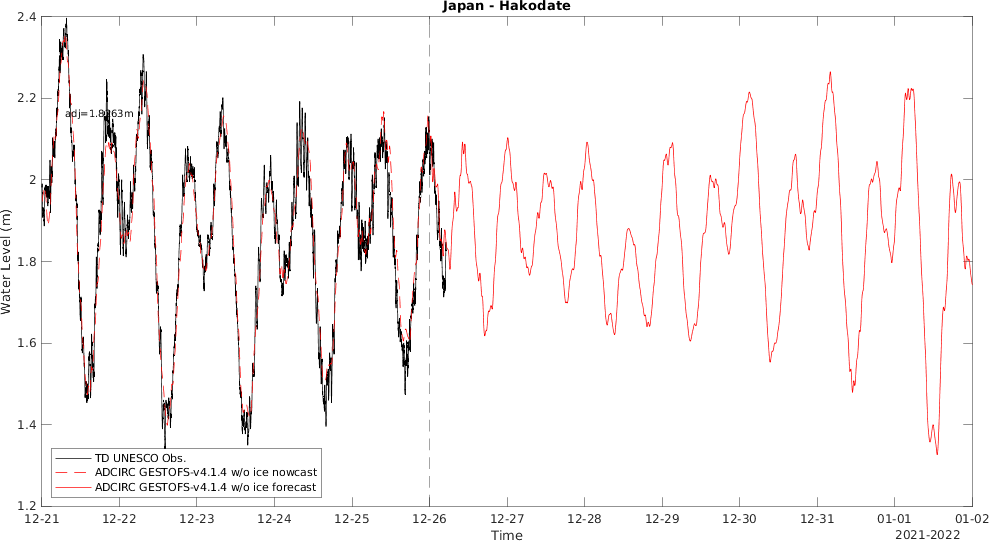 Japan - Hakodate
2.4
2.2
2
1.8
1.6
1.4
1.2
Water Level (m)
TD UNESCO Obs.
ADCIRC GESTOFS-v4.1.4 w/o ice nowcast
ADCIRC GESTOFS-v4.1.4 w/o ice forecast
12-21 12-22 12-23 12-24 12-25 12-26 12-27 12-28 12-29 12-30 12-31 01-01 01-02
Time
2021-2022